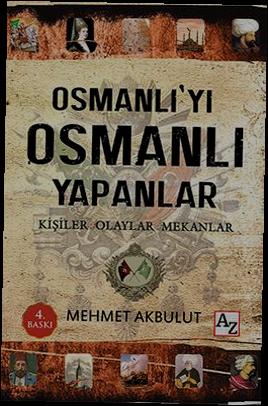 OSMANLI'YI
OSMANLI
YAPANLAR
KİŞİLER OLAYLAR MEKANLAR
4.
BASKI
MEHMET AKBULUT
AZ